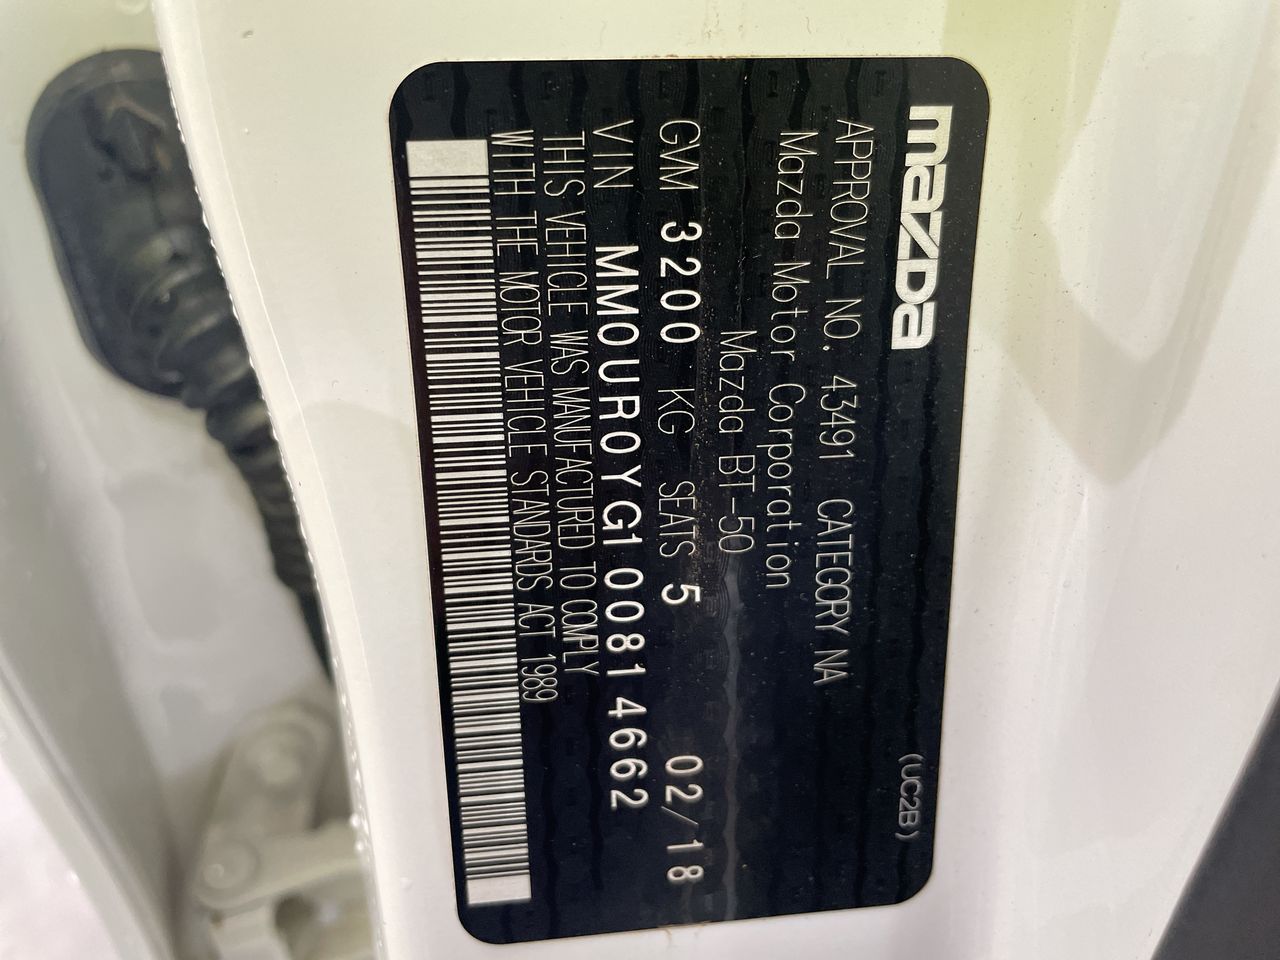 mazda
(UC2B)
APPROVAL NO. 43491 CATEGORY NA
Mazda Motor Corporation
Mazda BT-50
GVM 3200 KG SEATS 5 02/18
VIN MM0UR0YG100814662
THIS VEHICLE WAS MANUFACTURED TO COMPLY
WITH THE MOTOR VEHICLE STANDARDS ACT 1989